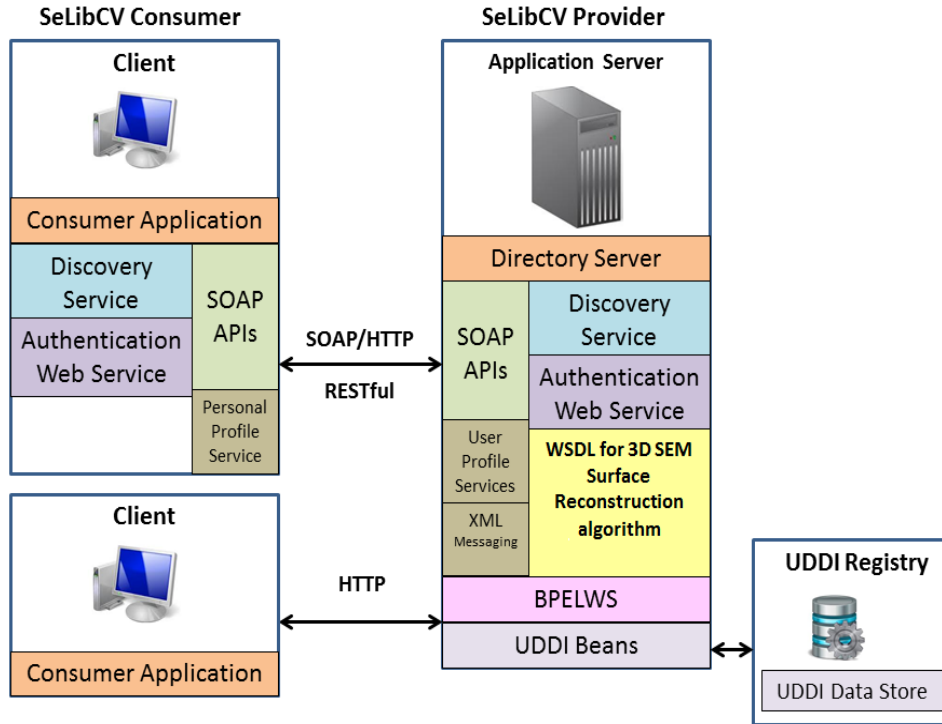 SeLibCV Consumer
Client
Consumer Application
Discovery
Service
Authentication
Web Service
SOAP
APIs
Personal
Profile
Service
Client
Consumer Application
SOAP/HTTP
RESTful
HTTP
SeLibCV Provider
Application Server
Directory Server
SOAP
APIs
User
Profile
Services
XML
Messaging
Discovery
Service
Authentication
Web Service
WSDL for 3D SEM
Surface
Reconstruction
algorithm
BPELWS
UDDI Beans
UDDI Registry
UDDI Data Store